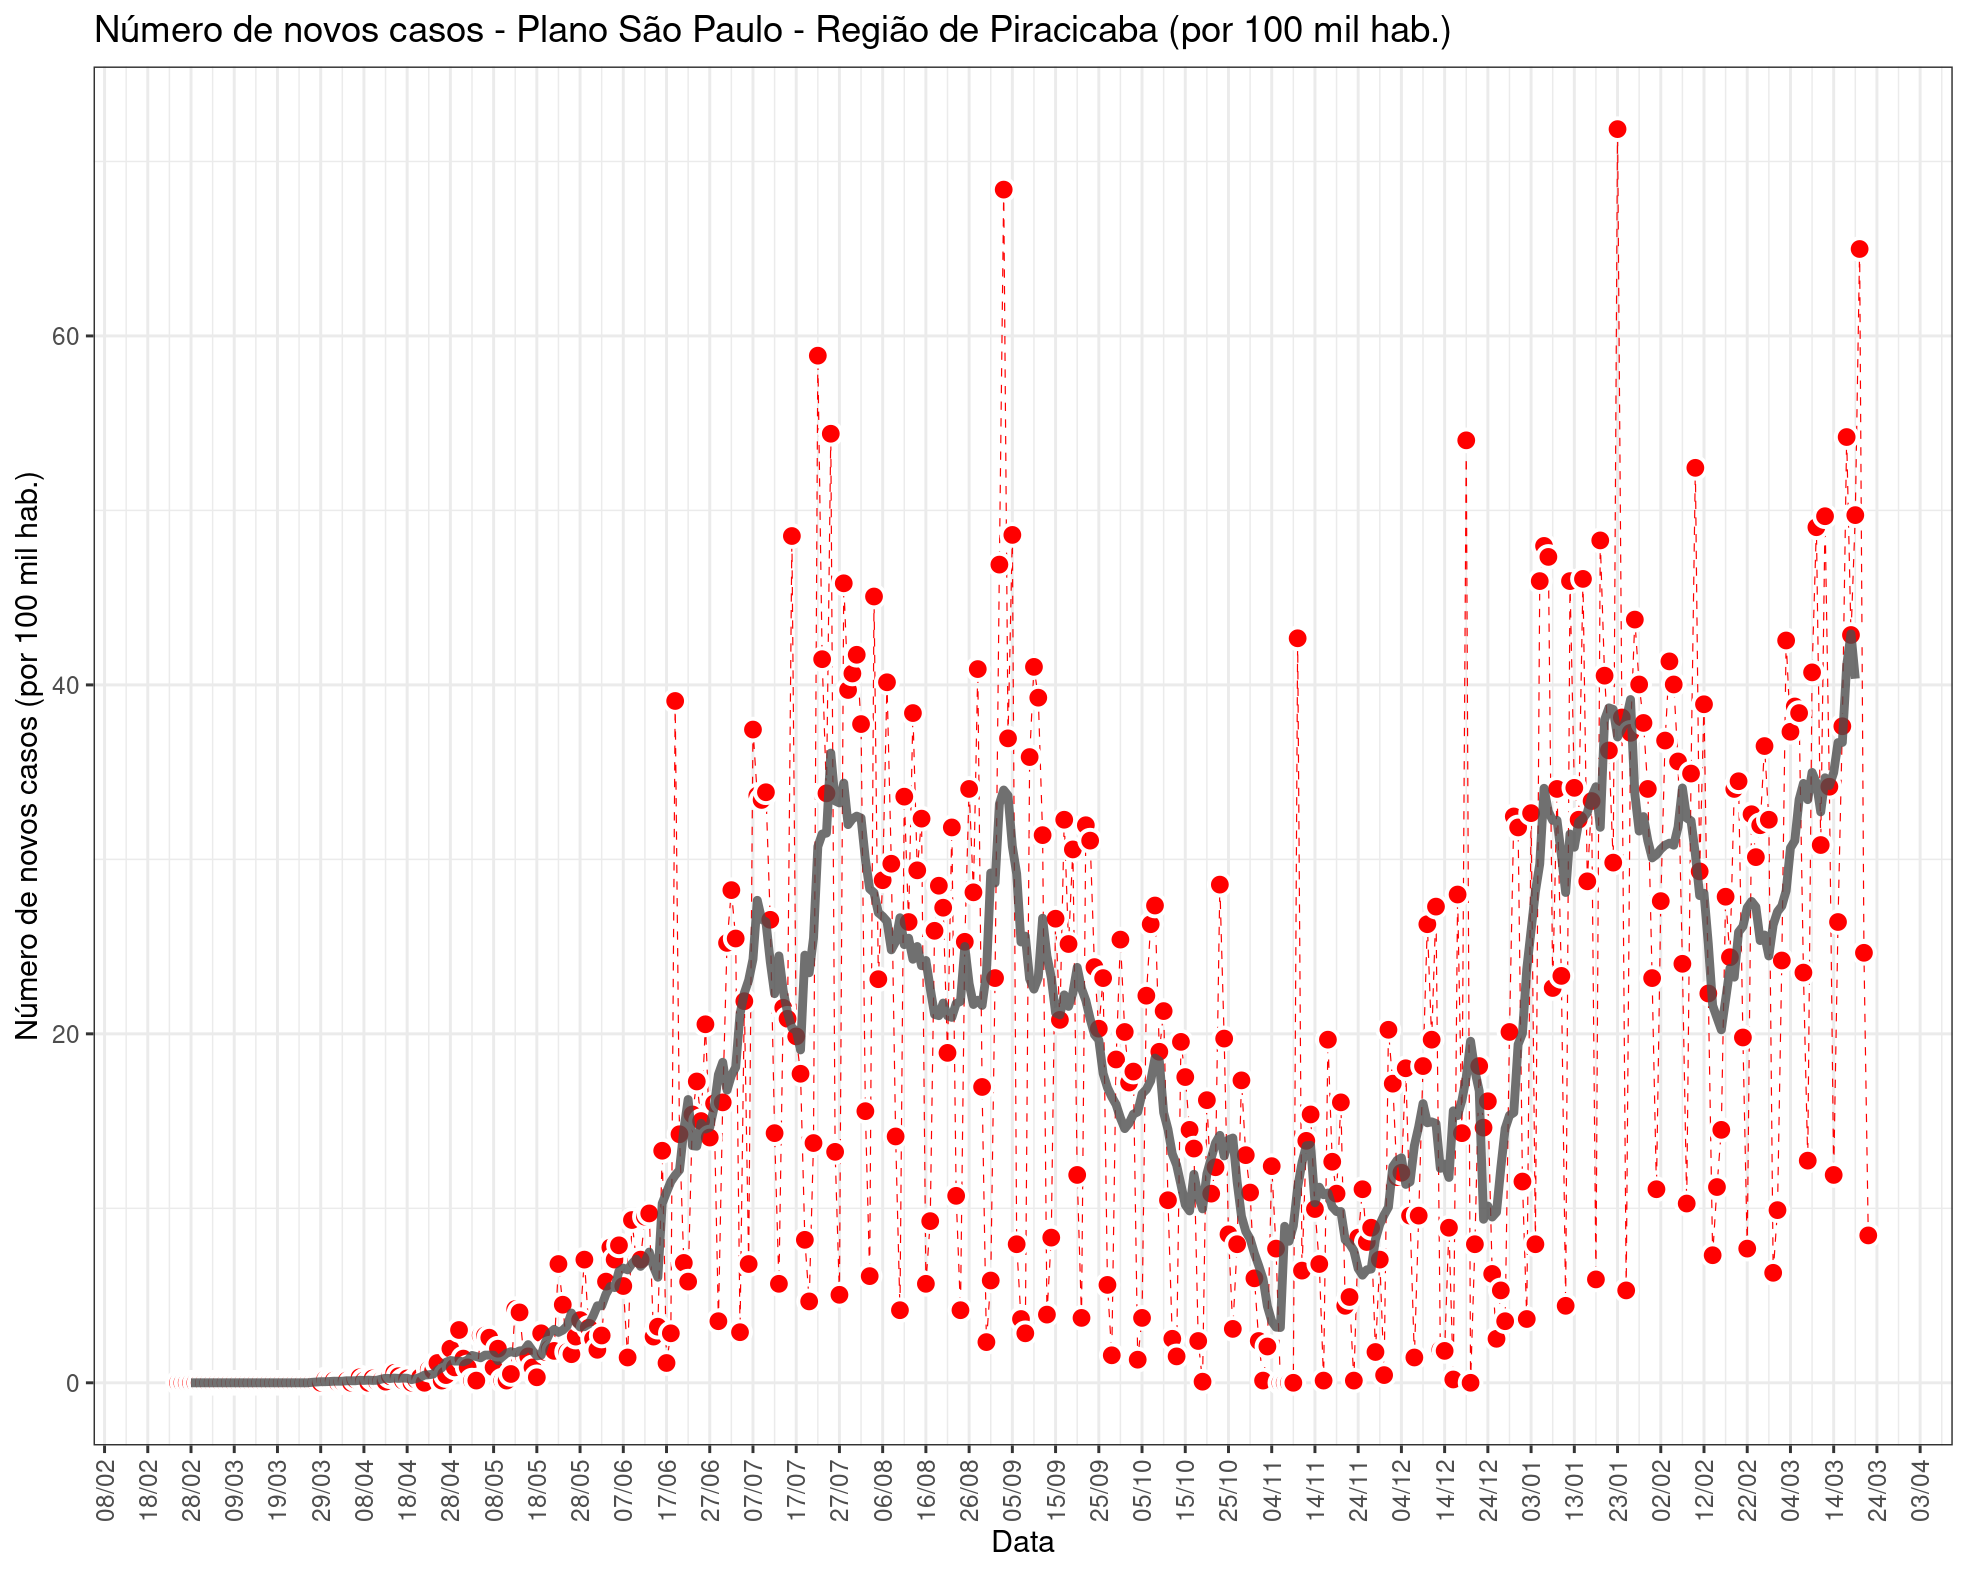 Número de novos casos - Plano São Paulo - Região de Piracicaba (por 100 mil hab.)
Número de novos casos (por 100 mil hab.)
60
40
20
0
08/02 18/02 28/02 09/03 19/03 29/03 08/04 18/04 28/04 08/05 18/05 28/05 07/06 17/06 27/06 07/07 17/07 27/07 06/08 16/08 26/08 05/09 15/09 25/09 05/10 15/10 25/10 04/11 14/11 24/11 04/12 14/12 24/12 03/01 13/01 23/01 02/02 12/02 22/02 04/03 14/03 24/03 03/04
Data